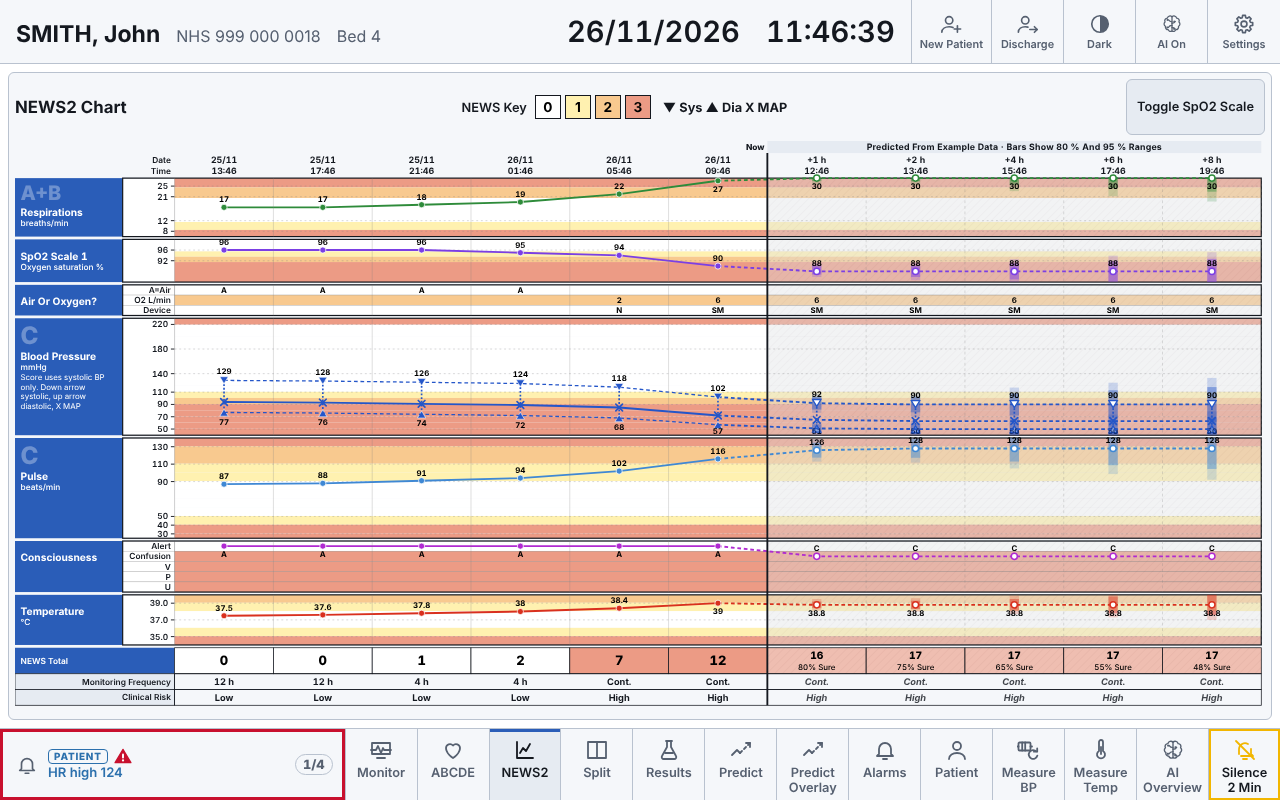 SMITH, John NHS 999 000 0018 Bed 4 26/11/2026 11:46:39
New Patient Discharge Dark AI On Settings
NEWS2 Chart NEWS Key 0 1 2 3 ▼ Sys ▲ Dia X MAP Toggle SpO2 Scale
Now Predicted From Example Data · Bars Show 80 % And 95 % Ranges
Date 25/11 25/11 25/11 26/11 26/11 26/11 +1 h +2 h +4 h +6 h +8 h
Time 13:46 17:46 21:46 01:46 05:46 09:46 12:46 13:46 15:46 17:46 19:46
A+B
Respirations
breaths/min
25
21
12
8
17 17 18 19 22 27 30 30 30 30 30
SpO2 Scale 1
Oxygen saturation %
96
92
96 96 96 95 94 90 88 88 88 88 88
Air Or Oxygen?
A=Air A A A A
O2 L/min 2 6 6 6 6 6 6
Device N SM SM SM SM SM SM
C
Blood Pressure
mmHg
Score uses systolic BP
only. Down arrow
systolic, up arrow
diastolic, X MAP
220
180
140
110
90
70
50
129 128 126 124 118 102 92 90 90 90 90
77 76 74 72 68 57
C
Pulse
beats/min
130
110
90
50
40
30
87 88 91 94 102 116 126 128 128 128 128
Consciousness
Alert
Confusion
V
P
U
A A A A A A C C C C C
Temperature
°C
39.0
37.0
35.0
37.5 37.6 37.8 38 38.4 39 38.8 38.8 38.8 38.8 38.8
NEWS Total 0 0 1 2 7 12 16 17 17 17 17
80% Sure 75% Sure 65% Sure 55% Sure 48% Sure
Monitoring Frequency 12 h 12 h 4 h 4 h Cont. Cont. Cont. Cont. Cont. Cont. Cont.
Clinical Risk Low Low Low Low High High High High High High High
PATIENT
HR high 124
1/4
Monitor ABCDE NEWS2 Split Results Predict Predict Overlay Alarms Patient Measure BP Measure Temp AI Overview Silence 2 Min